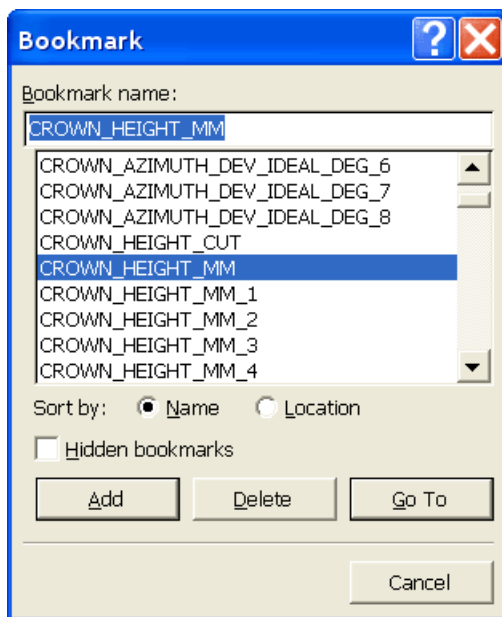 Bookmark
Bookmark name:
CROWN_HEIGHT_MM
CROWN_AZIMUTH_DEV_IDEAL_DEG_6
CROWN_AZIMUTH_DEV_IDEAL_DEG_7
CROWN_AZIMUTH_DEV_IDEAL_DEG_8
CROWN_HEIGHT_CUT
CROWN_HEIGHT_MM
CROWN_HEIGHT_MM_1
CROWN_HEIGHT_MM_2
CROWN_HEIGHT_MM_3
CROWN_HEIGHT_MM_4
Sort by: Name Location
Hidden bookmarks
Add Delete Go To
Cancel